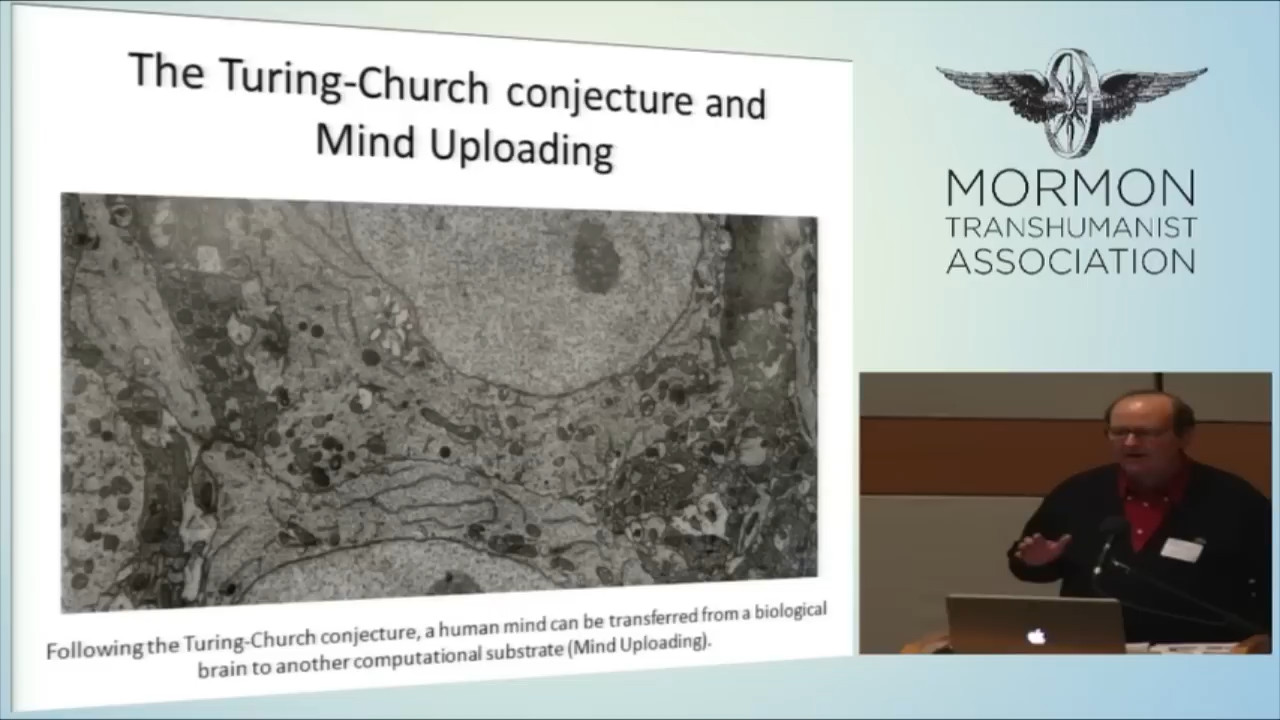 The Turing-Church conjecture and
Mind Uploading
Following the Turing-Church conjecture, a human mind can be transferred from a biological
brain to another computational substrate (Mind Uploading).
MORMON
TRANSHUMANIST
ASSOCIATION